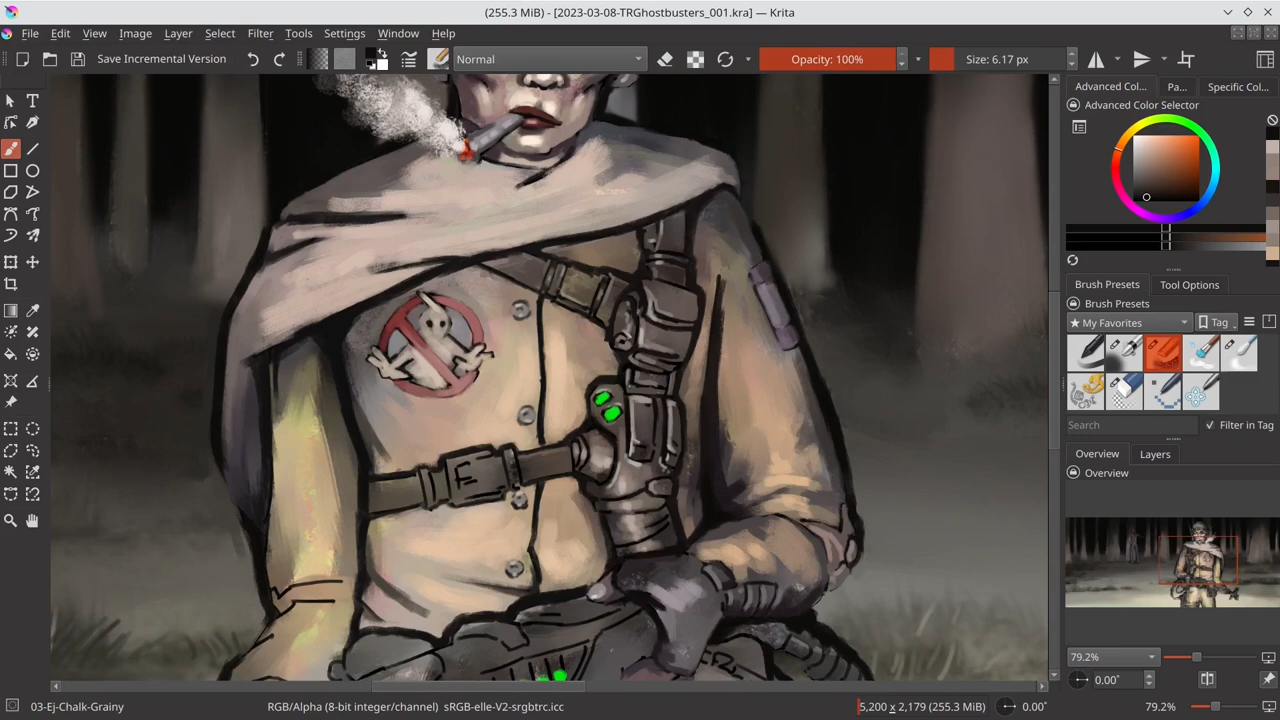 (255.3 MiB) - [2023-03-08-TRGhostbusters_001.kra] — Krita
File Edit View Image Layer Select Filter Tools Settings Window Help
Save Incremental Version Normal Opacity: 100% Size: 6.17 px
Advanced Col... Pa... Specific Col...
Advanced Color Selector
Brush Presets Tool Options
Brush Presets
★ My Favorites Tag
Search Filter in Tag
Overview Layers
Overview
79.2%
0.00°
03-Ej-Chalk-Grainy RGB/Alpha (8-bit integer/channel) sRGB-elle-V2-srgbtrc.icc 5,200 x 2,179 (255.3 MiB) 0.00° 79.2%